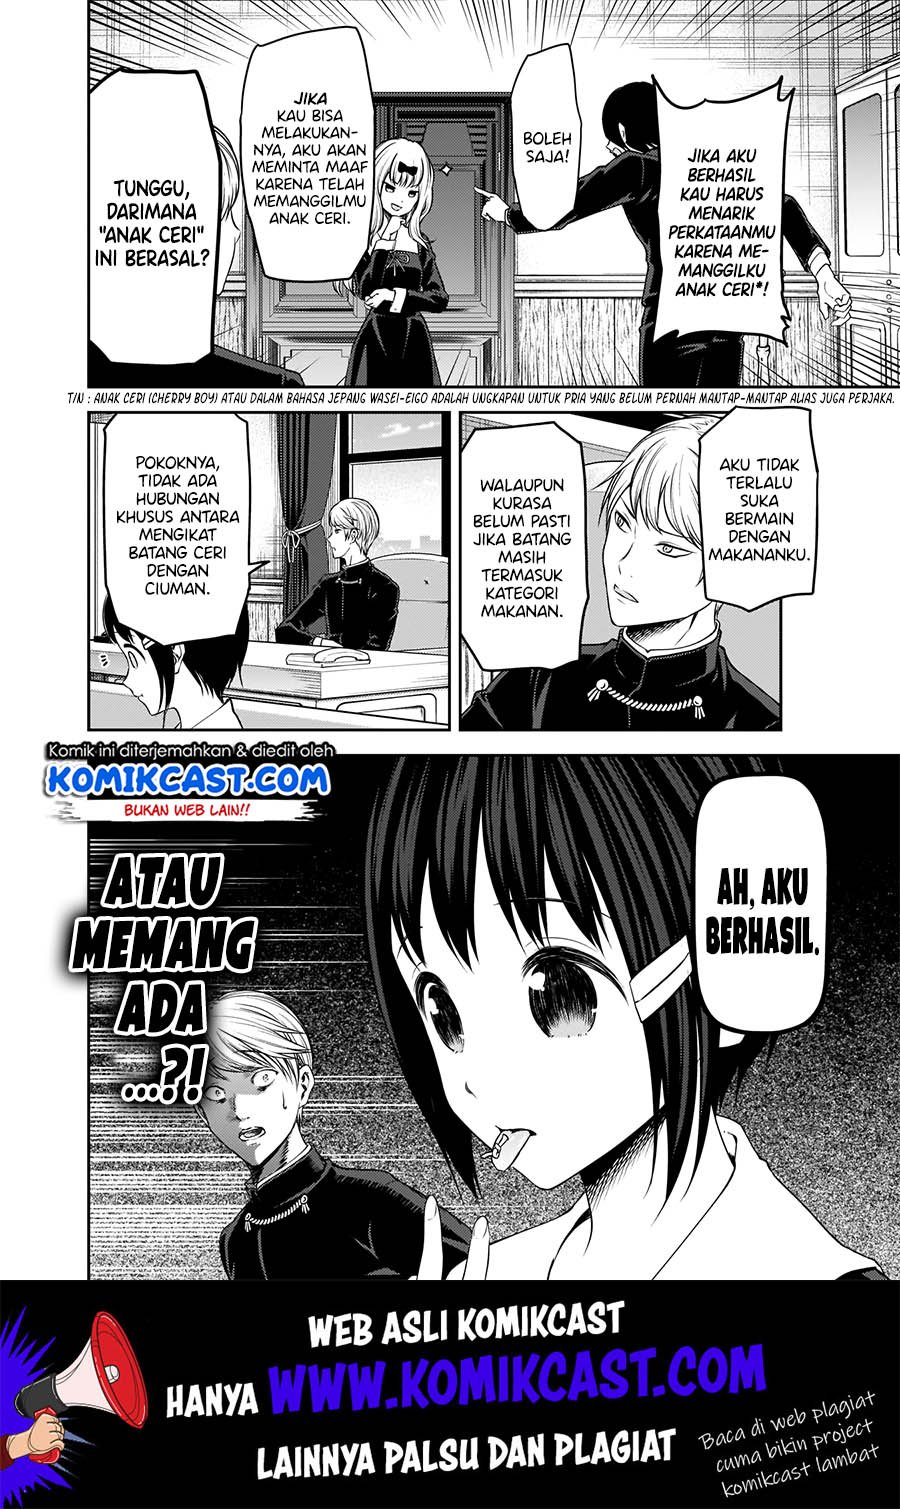 JIKA AKU
BERHASIL
KAU HARUS
MENARIK
PERKATAANMU
KARENA ME-
MANGGILKU
ANAK CERI*!
BOLEH
SAJA!
JIKA
KAU BISA
MELAKUKAN-
NYA, AKU AKAN
MEMINTA MAAF
KARENA TELAH
MEMANGGILMU
ANAK CERI.
TUNGGU,
DARIMANA
"ANAK CERI"
INI BERASAL?
T/N : ANAK CERI (CHERRY BOY) ATAU DALAM BAHASA JEPANG WASEI-EIGO ADALAH UNGKAPAN UNTUK PRIA YANG BELUM PERNAH MANTAP-MANTAP ALIAS JUGA PERJAKA.
AKU TIDAK
TERLALU
SUKA
BERMAIN
DENGAN
MAKANANKU.
WALAUPUN
KURASA
BELUM PASTI
JIKA BATANG
MASIH
TERMASUK
KATEGORI
MAKANAN.
POKOKNYA,
TIDAK ADA
HUBUNGAN
KHUSUS ANTARA
MENGIKAT
BATANG CERI
DENGAN
CIUMAN.
Komik ini diterjemahkan & diedit oleh
KOMIKCAST.COM
BUKAN WEB LAIN!!
AH, AKU
BERHASIL.
ATAU
MEMANG
ADA
...?!
WEB ASLI KOMIKCAST
HANYA WWW.KOMIKCAST.COM
LAINNYA PALSU DAN PLAGIAT
Baca di web plagiat
cuma bikin project
komikcast lambat